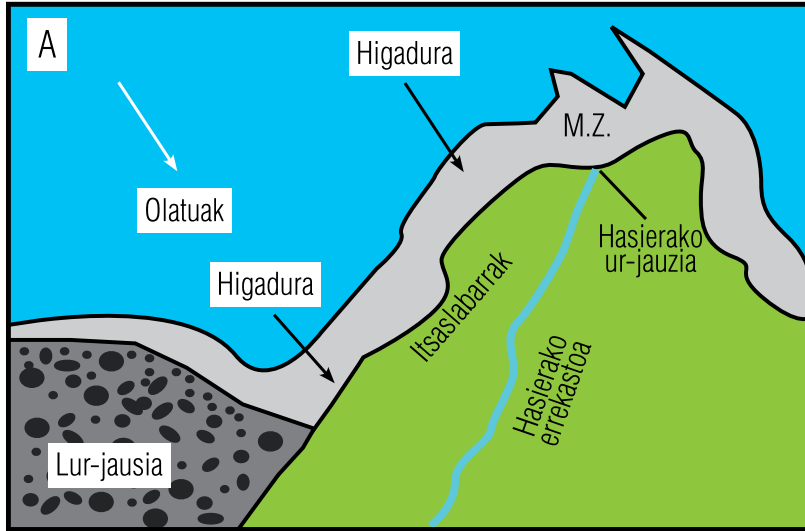 A
Higadura
M.Z.
Olatuak
Hasierako
ur-jauzia
Higadura
Itsaslabarrak
Hasierako
errekastoa
Lur-jausia